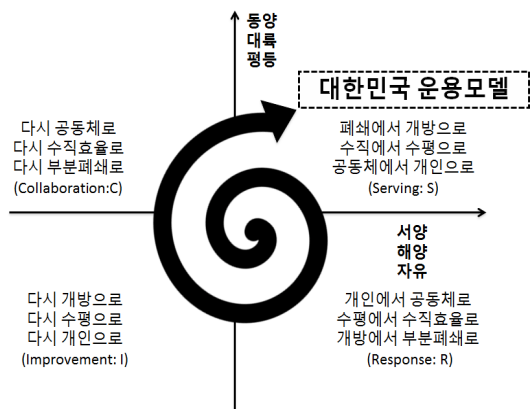 동양
대륙
평등
대한민국 운용모델
다시 공동체로
다시 수직효율로
다시 부분폐쇄로
(Collaboration:C)
폐쇄에서 개방으로
수직에서 수평으로
공동체에서 개인으로
(Serving: S)
서양
해양
자유
다시 개방으로
다시 수평으로
다시 개인으로
(Improvement: I)
개인에서 공동체로
수평에서 수직효율로
개방에서 부분폐쇄로
(Response: R)